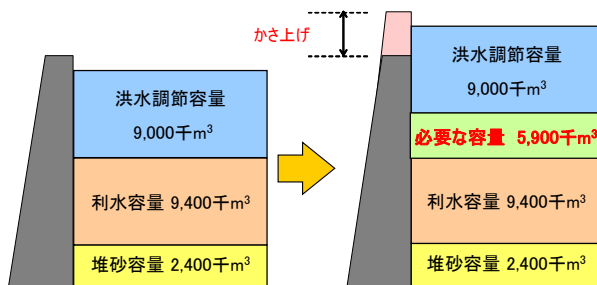 かさ上げ
洪水調節容量
9,000千m³
利水容量 9,400千m³
堆砂容量 2,400千m³
洪水調節容量
9,000千m³
必要な容量 5,900千m³
利水容量 9,400千m³
堆砂容量 2,400千m³